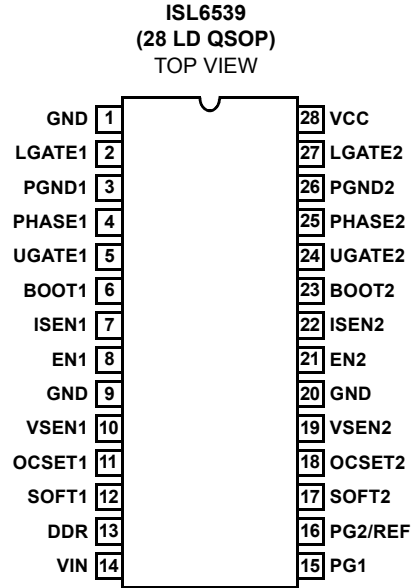 ISL6539
(28 LD QSOP)
TOP VIEW
GND 1 28 VCC
LGATE1 2 27 LGATE2
PGND1 3 26 PGND2
PHASE1 4 25 PHASE2
UGATE1 5 24 UGATE2
BOOT1 6 23 BOOT2
ISEN1 7 22 ISEN2
EN1 8 21 EN2
GND 9 20 GND
VSEN1 10 19 VSEN2
OCSET1 11 18 OCSET2
SOFT1 12 17 SOFT2
DDR 13 16 PG2/REF
VIN 14 15 PG1